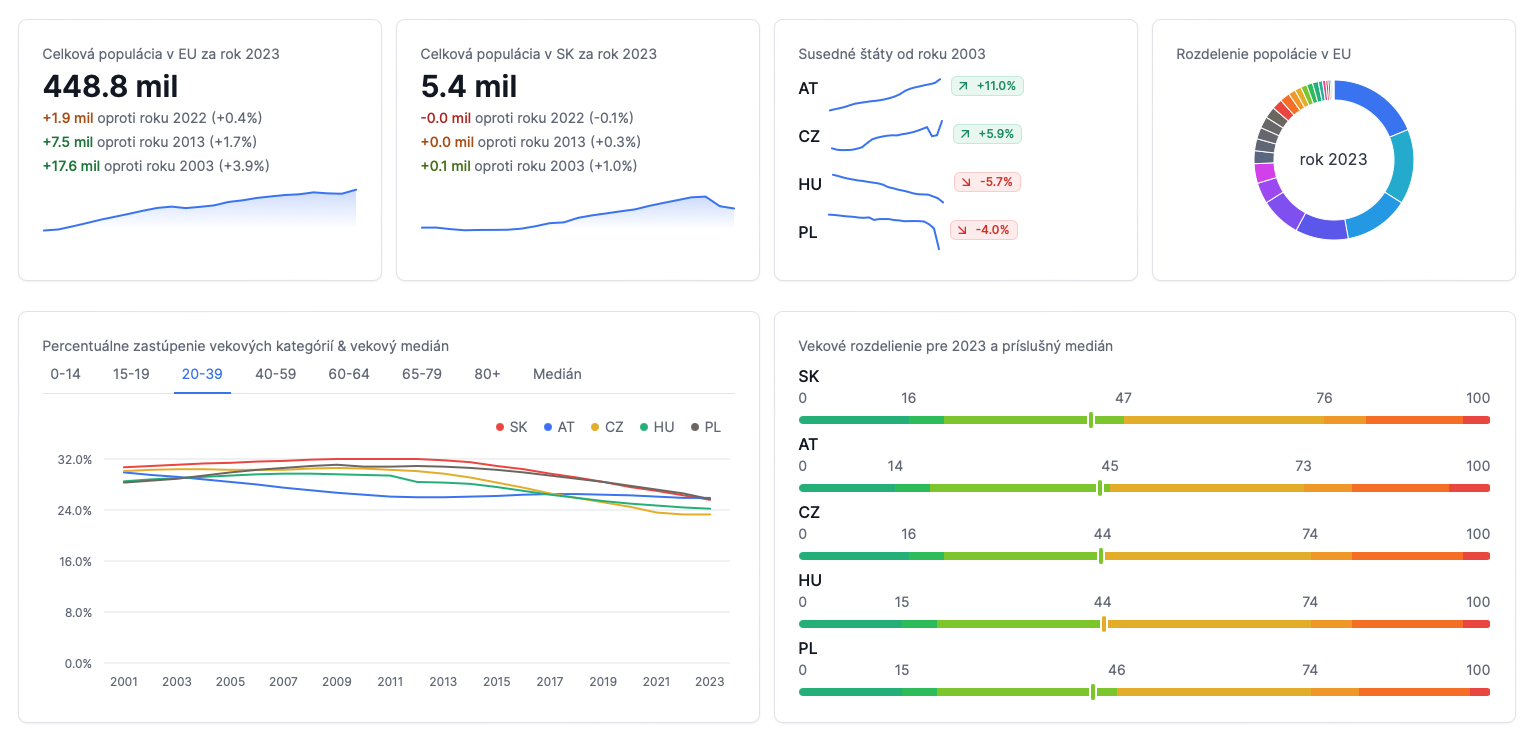 Celková populácia v EU za rok 2023
448.8 mil
+1.9 mil oproti roku 2022 (+0.4%)
+7.5 mil oproti roku 2013 (+1.7%)
+17.6 mil oproti roku 2003 (+3.9%)
Celková populácia v SK za rok 2023
5.4 mil
-0.0 mil oproti roku 2022 (-0.1%)
+0.0 mil oproti roku 2013 (+0.3%)
+0.1 mil oproti roku 2003 (+1.0%)
Susedné štáty od roku 2003
AT +11.0%
CZ +5.9%
HU -5.7%
PL -4.0%
Rozdelenie popolácie v EU
rok 2023
Percentuálne zastúpenie vekových kategórií & vekový medián
0-14 15-19 20-39 40-59 60-64 65-79 80+ Medián
SK AT CZ HU PL
32.0%
24.0%
16.0%
8.0%
0.0%
2001 2003 2005 2007 2009 2011 2013 2015 2017 2019 2021 2023
Vekové rozdelienie pre 2023 a príslušný medián
SK
0 16 47 76 100
AT
0 14 45 73 100
CZ
0 16 44 74 100
HU
0 15 44 74 100
PL
0 15 46 74 100